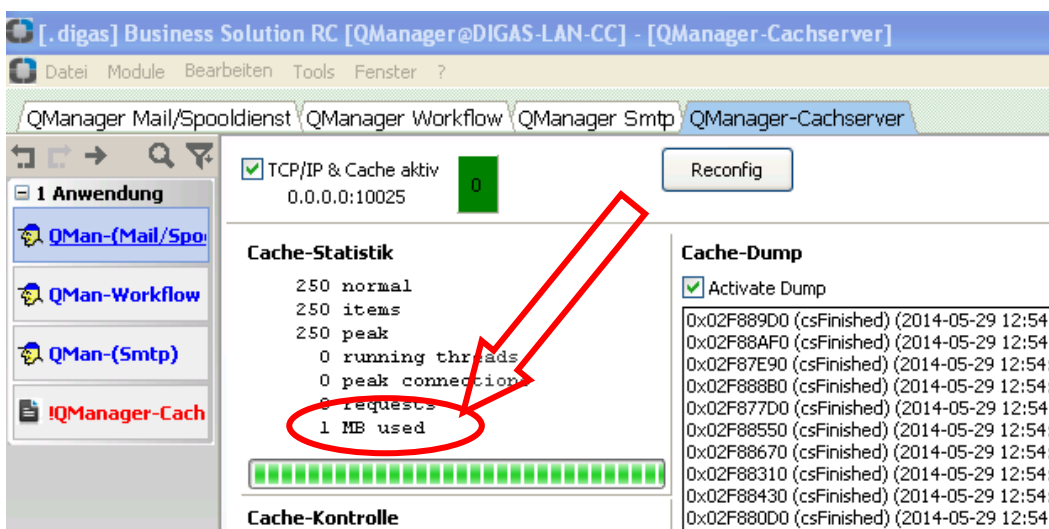 [.digas] Business Solution RC [QManager@DIGAS-LAN-CC] - [QManager-Cachserver]
Datei Module Bearbeiten Tools Fenster ?
QManager Mail/Spooldienst QManager Workflow QManager Smtp QManager-Cachserver
TCP/IP & Cache aktiv
0.0.0.0:10025
0
Reconfig
1 Anwendung
QMan-(Mail/Spoo
QMan-Workflow
QMan-(Smtp)
!QManager-Cach
Cache-Statistik
250 normal
250 items
250 peak
0 running threads
0 peak connections
0 requests
1 MB used
Cache-Kontrolle
Cache-Dump
Activate Dump
0x02F889D0 (csFinished) (2014-05-29 12:54
0x02F88AF0 (csFinished) (2014-05-29 12:54
0x02F87E90 (csFinished) (2014-05-29 12:54:
0x02F888B0 (csFinished) (2014-05-29 12:54:
0x02F877D0 (csFinished) (2014-05-29 12:54
0x02F88550 (csFinished) (2014-05-29 12:54:
0x02F88670 (csFinished) (2014-05-29 12:54:
0x02F88310 (csFinished) (2014-05-29 12:54:
0x02F88430 (csFinished) (2014-05-29 12:54:
0x02F880D0 (csFinished) (2014-05-29 12:54